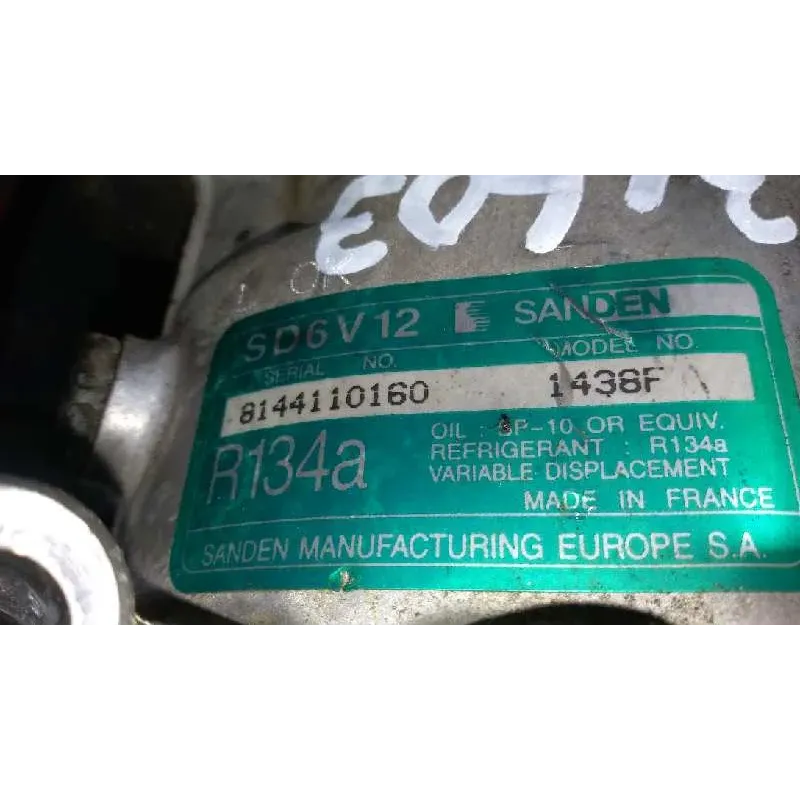 OK
SD6V12 SANDEN
SERIAL NO. MODEL NO.
8144110160 1438F
R134a
OIL : SP-10 OR EQUIV.
REFRIGERANT : R134a
VARIABLE DISPLACEMENT
MADE IN FRANCE
SANDEN MANUFACTURING EUROPE S.A.